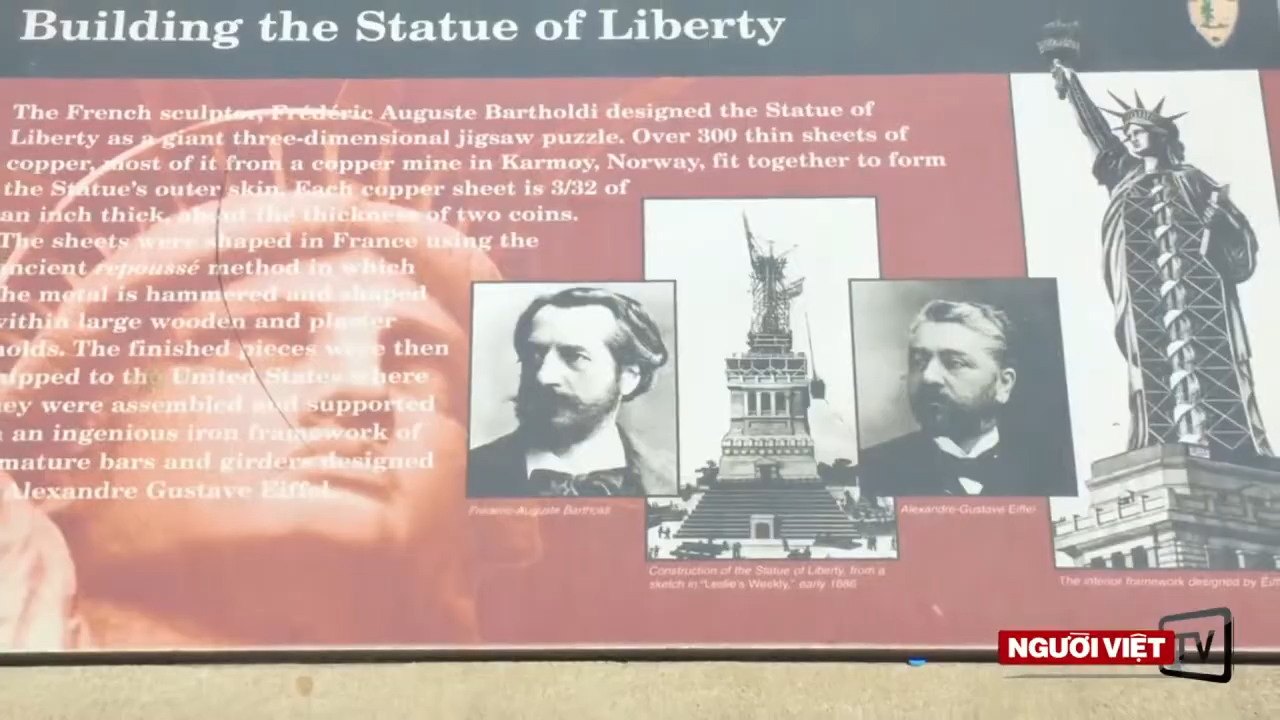 Building the Statue of Liberty
The French sculptor, Frédéric Auguste Bartholdi designed the Statue of
Liberty as a giant three-dimensional jigsaw puzzle. Over 300 thin sheets of
copper, most of it from a copper mine in Karmoy, Norway, fit together to form
the Statue's outer skin. Each copper sheet is 3/32 of
an inch thick, about the thickness of two coins.
The sheets were shaped in France using the
ncient repoussé method in which
he metal is hammered and shaped
within large wooden and plaster
nolds. The finished pieces were then
hipped to the United States where
ey were assembled and supported
an ingenious iron framework of
mature bars and girders designed
Alexandre Gustave Eiffel.
Frédéric-Auguste Bartholdi
Construction of the Statue of Liberty, from a
sketch in "Leslie's Weekly," early 1886
Alexandre-Gustave Eiffel
The interior framework designed by Eiff
NGƯỜI VIỆT TV